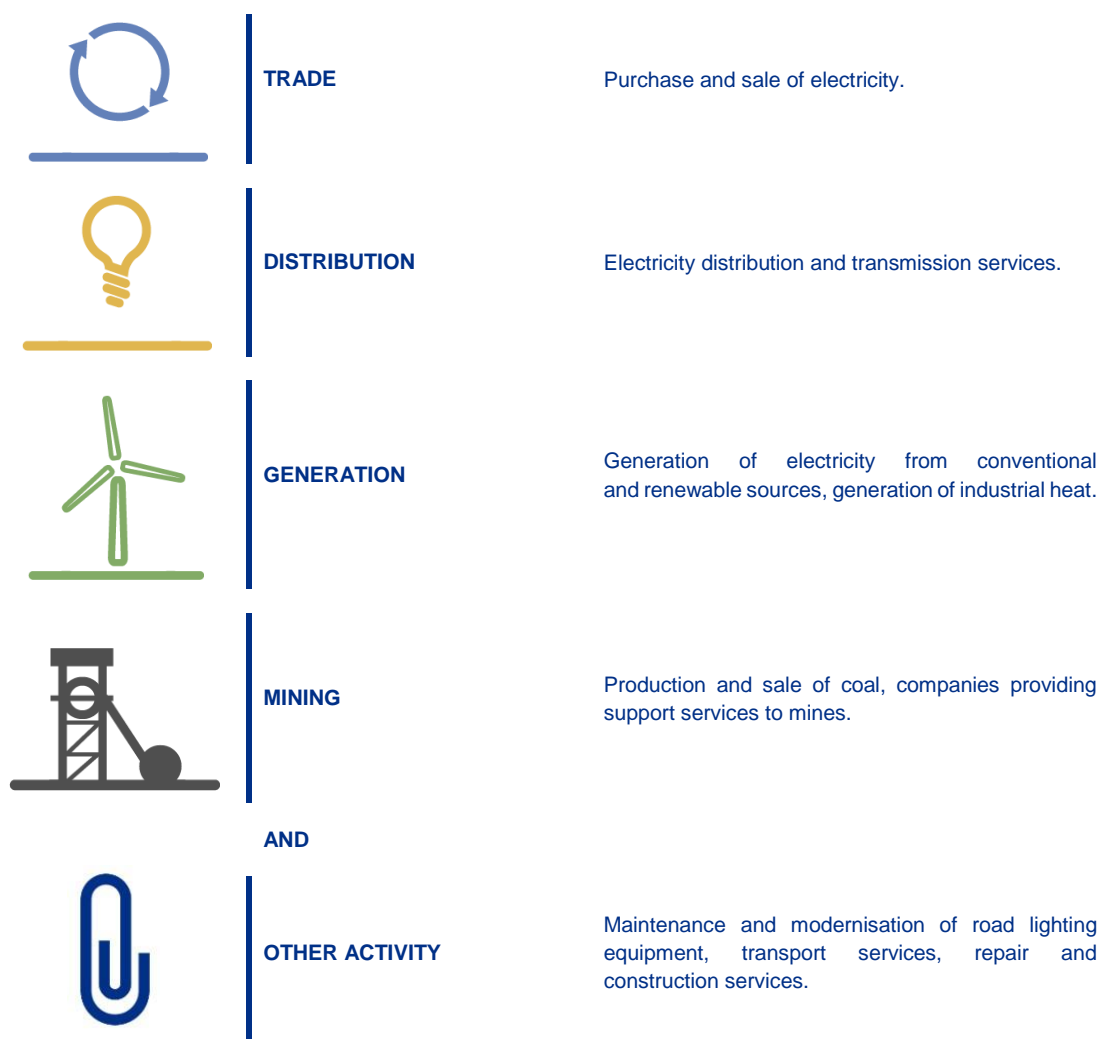 TRADE
Purchase and sale of electricity.
DISTRIBUTION
Electricity distribution and transmission services.
GENERATION
Generation of electricity from conventional
and renewable sources, generation of industrial heat.
MINING
Production and sale of coal, companies providing
support services to mines.
AND
OTHER ACTIVITY
Maintenance and modernisation of road lighting
equipment, transport services, repair and
construction services.